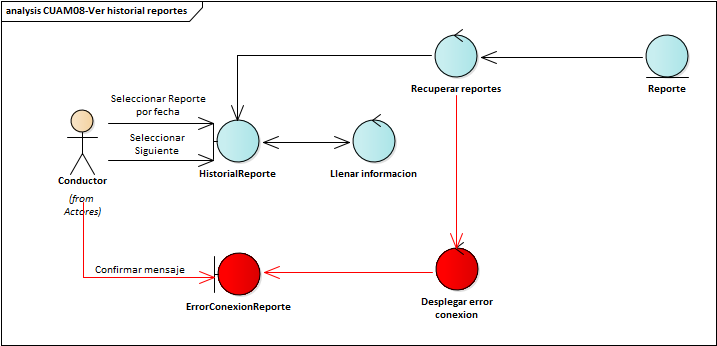 analysis CUAM08-Ver historial reportes
Recuperar reportes
Reporte
Seleccionar Reporte
por fecha
Seleccionar
Siguiente
Conductor
(from
Actores)
HistorialReporte
Llenar informacion
Confirmar mensaje
ErrorConexionReporte
Desplegar error
conexion